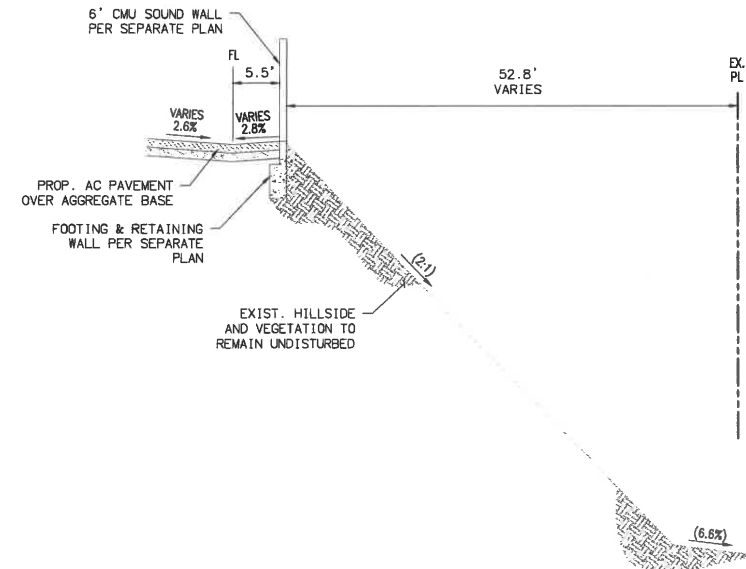 6' CMU SOUND WALL
PER SEPARATE PLAN
FL
5.5'
52.8'
VARIES
EX.
PL
VARIES
2.6%
VARIES
2.8%
PROP. AC PAVEMENT
OVER AGGREGATE BASE
FOOTING & RETAINING
WALL PER SEPARATE
PLAN
(2:1)
EXIST. HILLSIDE
AND VEGETATION TO
REMAIN UNDISTURBED
(6.6%)